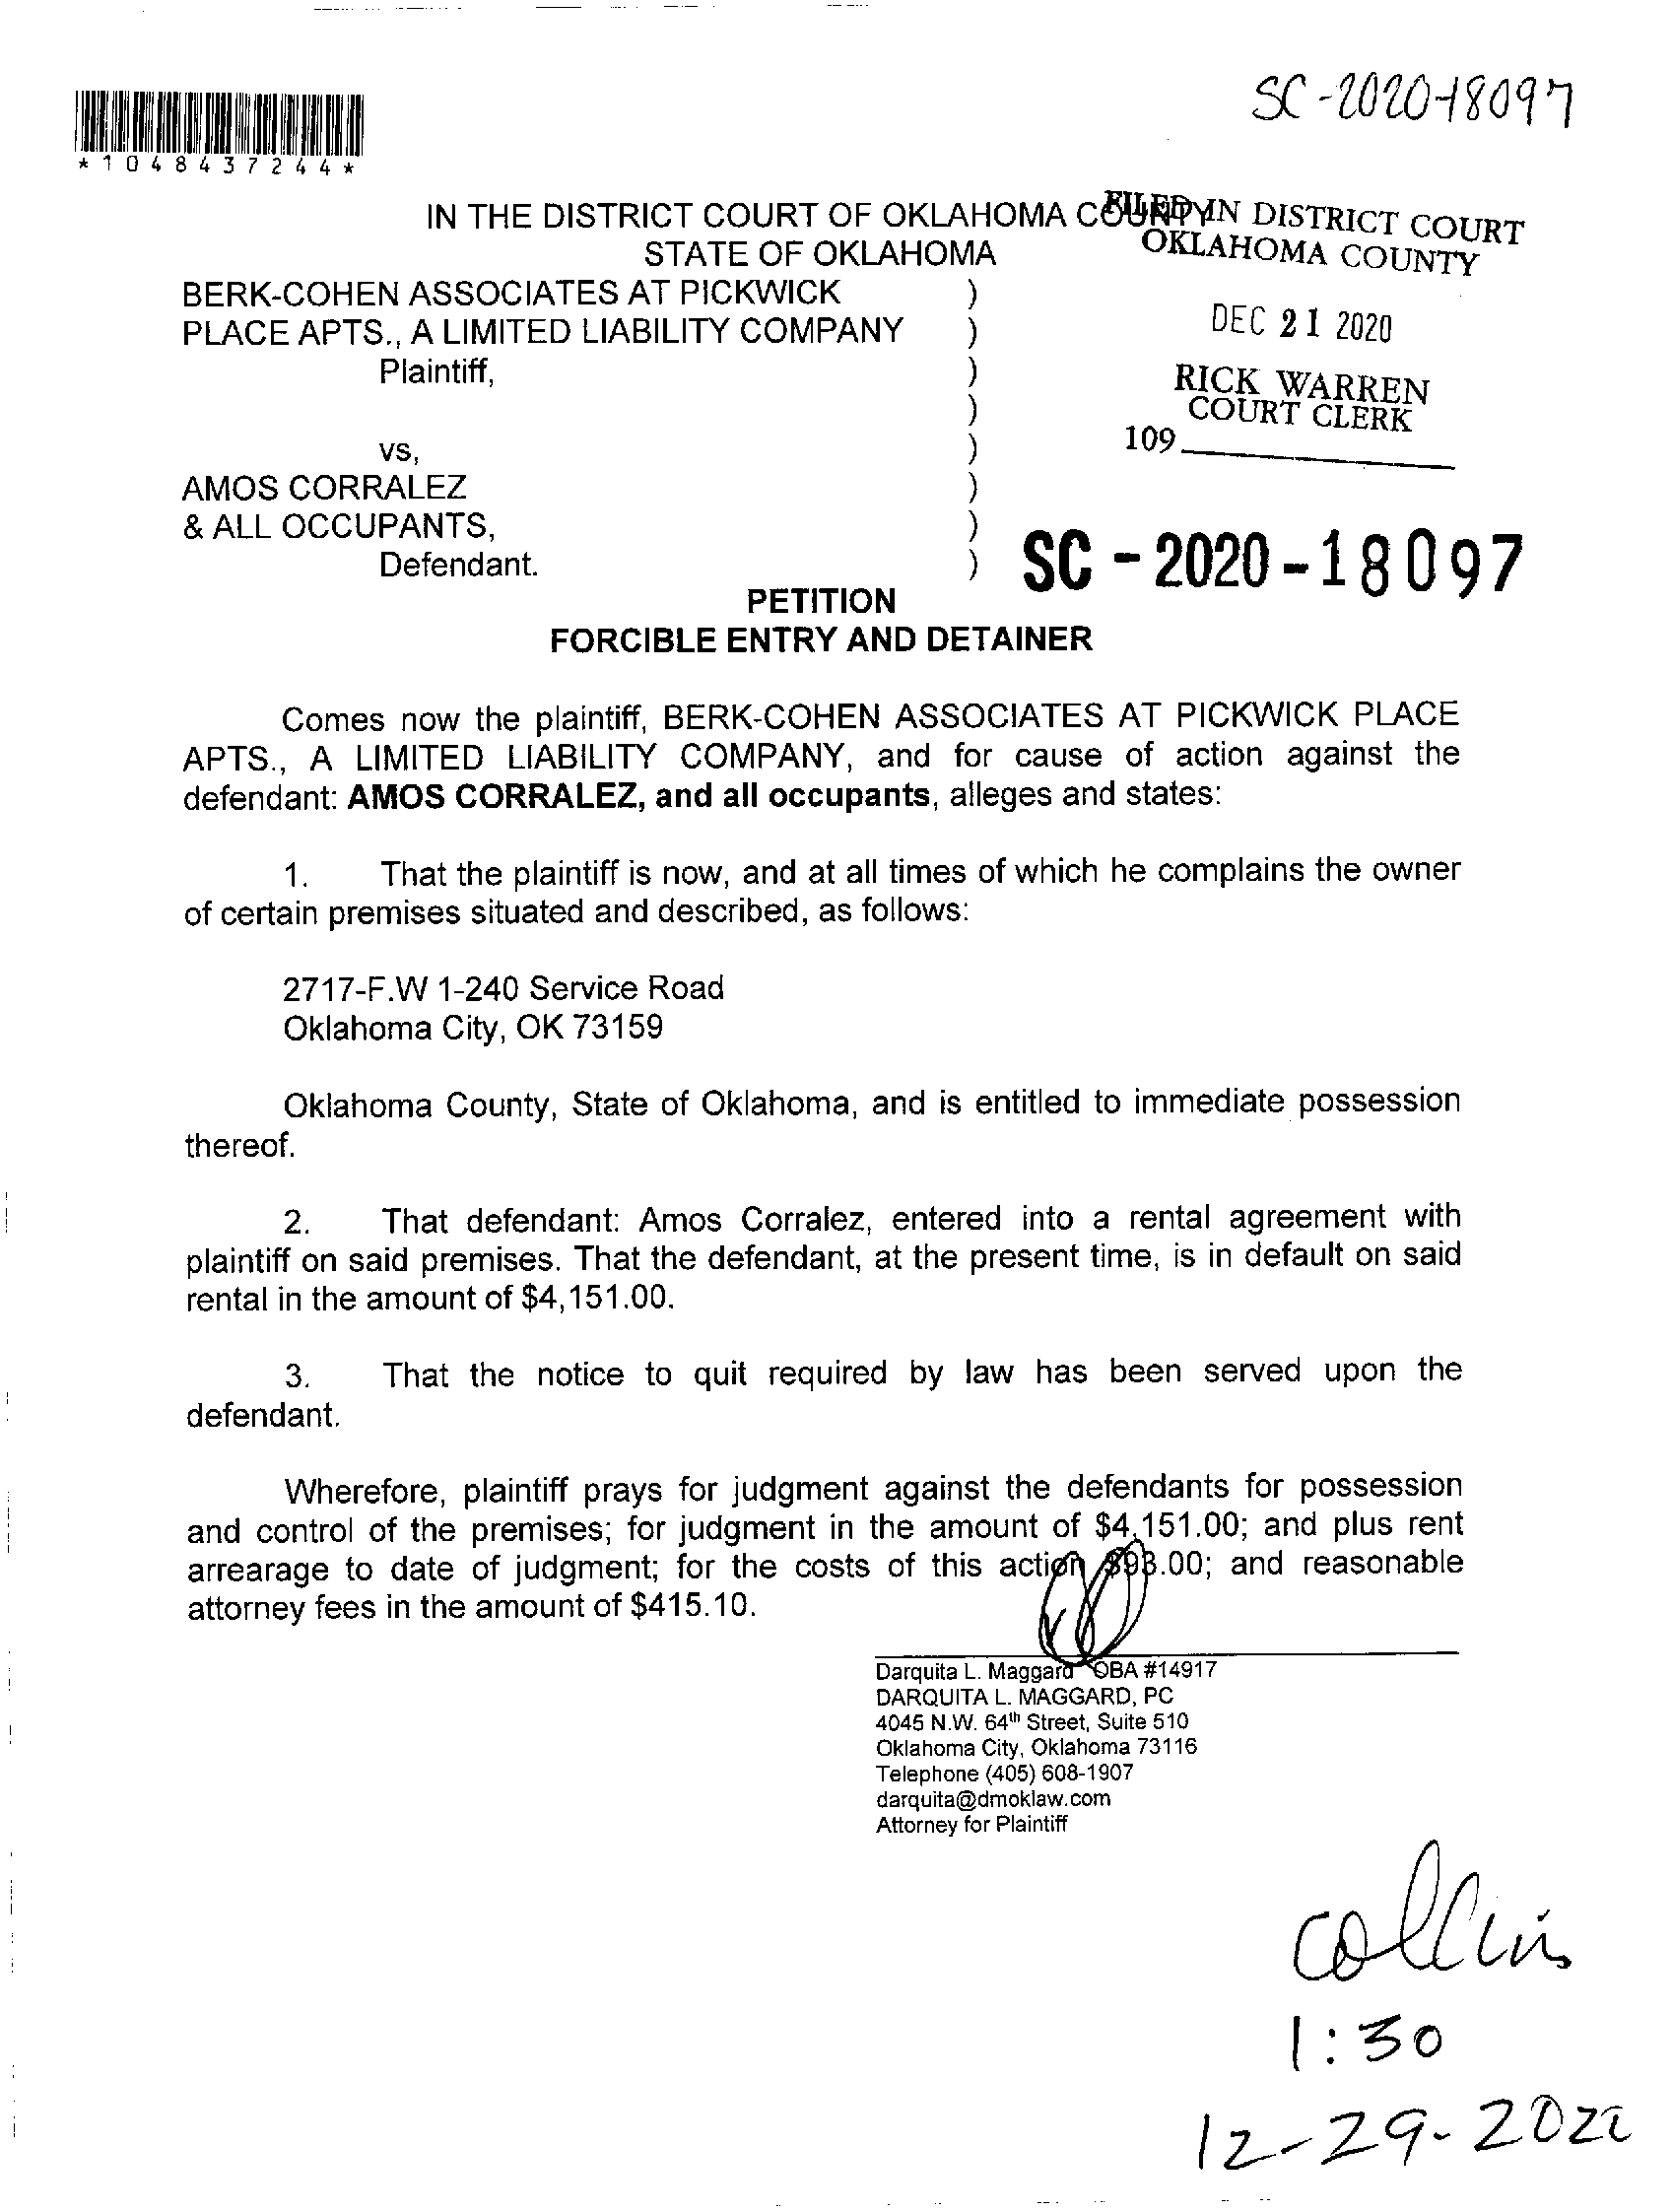 SC-2020-18097
*1048437244*
IN THE DISTRICT COURT OF OKLAHOMA COUNTY
STATE OF OKLAHOMA
FILED IN DISTRICT COURT
OKLAHOMA COUNTY
DEC 21 2020
RICK WARREN
COURT CLERK
109
BERK-COHEN ASSOCIATES AT PICKWICK )
PLACE APTS., A LIMITED LIABILITY COMPANY )
Plaintiff, )
)
vs, )
AMOS CORRALEZ )
& ALL OCCUPANTS, )
Defendant. )
SC-2020-18097
PETITION
FORCIBLE ENTRY AND DETAINER
Comes now the plaintiff, BERK-COHEN ASSOCIATES AT PICKWICK PLACE
APTS., A LIMITED LIABILITY COMPANY, and for cause of action against the
defendant: AMOS CORRALEZ, and all occupants, alleges and states:
1. That the plaintiff is now, and at all times of which he complains the owner
of certain premises situated and described, as follows:
2717-F.W 1-240 Service Road
Oklahoma City, OK 73159
Oklahoma County, State of Oklahoma, and is entitled to immediate possession
thereof.
2. That defendant: Amos Corralez, entered into a rental agreement with
plaintiff on said premises. That the defendant, at the present time, is in default on said
rental in the amount of $4,151.00.
3. That the notice to quit required by law has been served upon the
defendant.
Wherefore, plaintiff prays for judgment against the defendants for possession
and control of the premises; for judgment in the amount of $4,151.00; and plus rent
arrearage to date of judgment; for the costs of this action $93.00; and reasonable
attorney fees in the amount of $415.10.
Darquita L. Maggard OBA #14917
DARQUITA L. MAGGARD, PC
4045 N.W. 64th Street, Suite 510
Oklahoma City, Oklahoma 73116
Telephone (405) 608-1907
darquita@dmoklaw.com
Attorney for Plaintiff
Collins
1:30